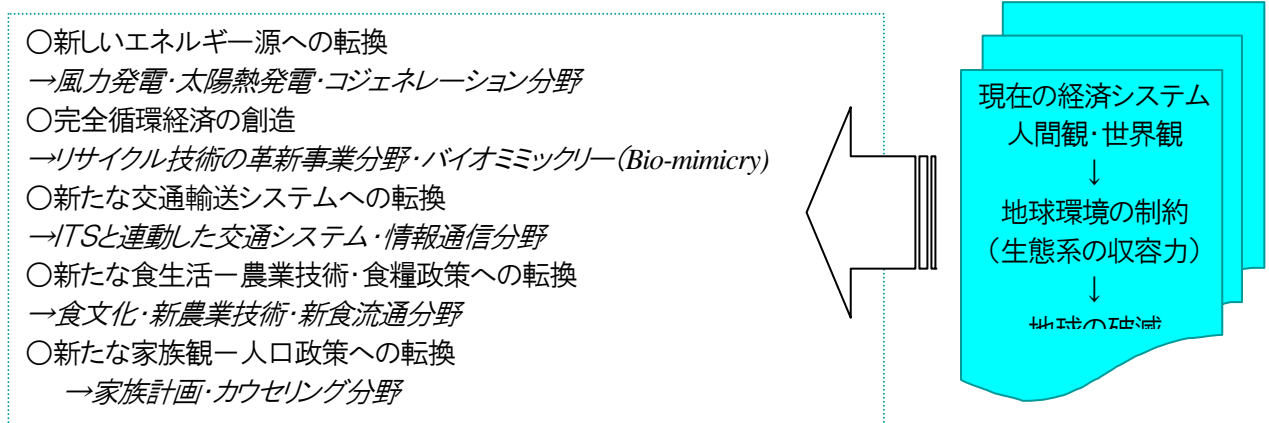 ○新しいエネルギー源への転換
→風力発電・太陽熱発電・コジェネレーション分野
○完全循環経済の創造
→リサイクル技術の革新事業分野・バイオミミックリー(Bio-mimicry)
○新たな交通輸送システムへの転換
→ITSと連動した交通システム・情報通信分野
○新たな食生活ー農業技術・食糧政策への転換
→食文化・新農業技術・新食流通分野
○新たな家族観ー人口政策への転換
→家族計画・カウセリング分野
現在の経済システム
人間観・世界観
↓
地球環境の制約
（生態系の収容力）
↓
地球の破滅